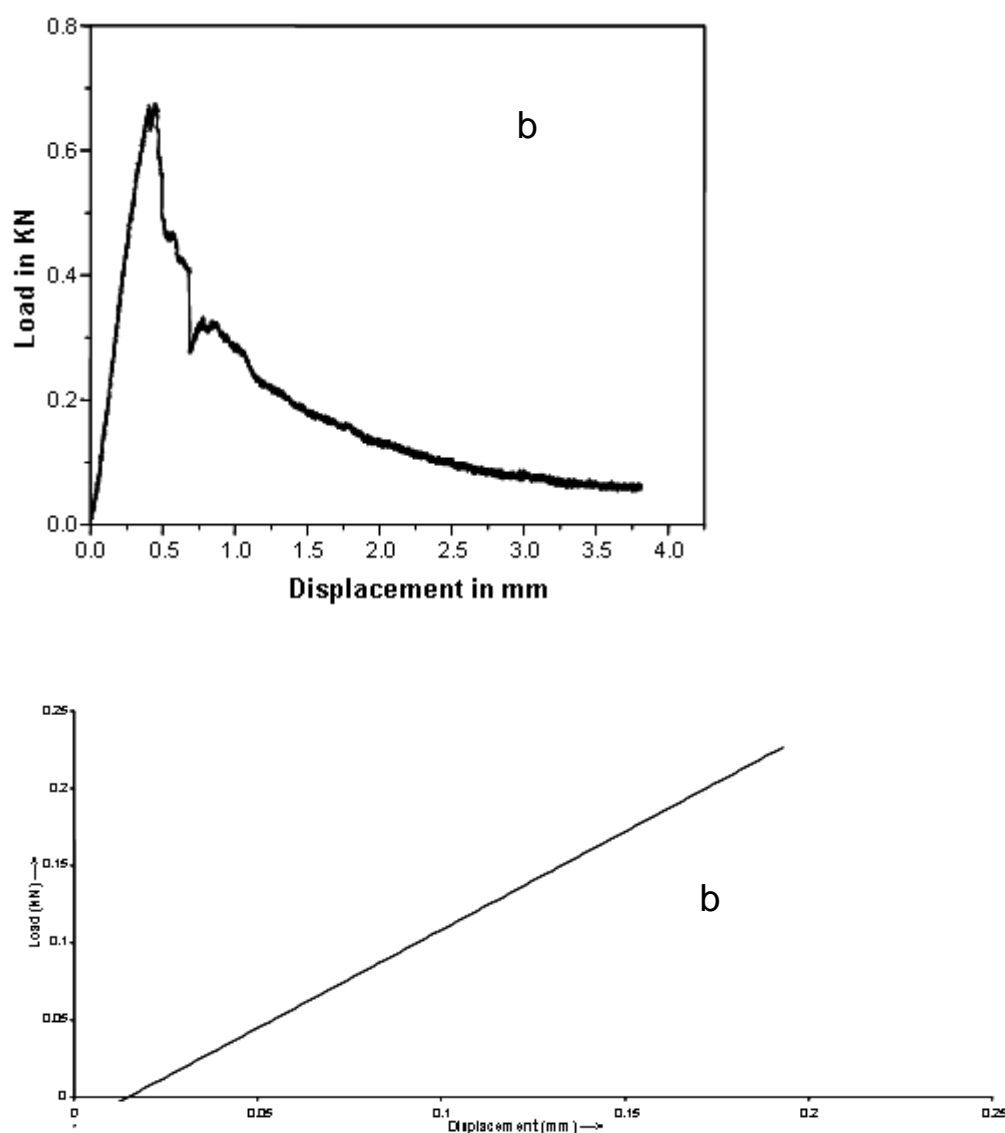 0.8
b
0.6
Load in KN
0.4
0.2
0.0
0.0 0.5 1.0 1.5 2.0 2.5 3.0 3.5 4.0
Displacement in mm
0.25
0.2
0.15
Load (kN) —>
b
0.1
0.05
0
0 0.05 0.1 0.15 0.2 0.25
Displacement (mm) —>